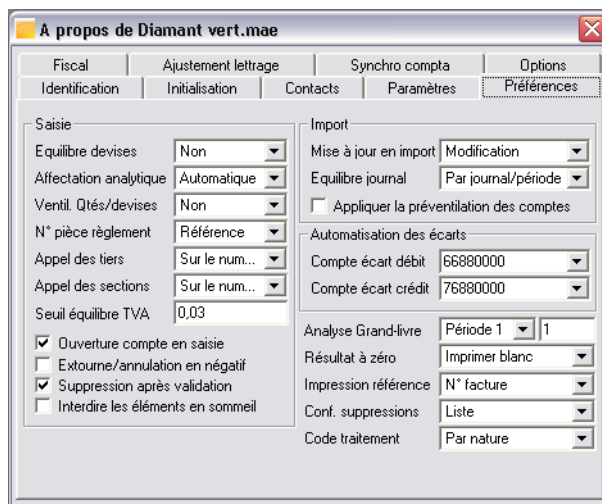 A propos de Diamant vert.mae
Fiscal Ajustement lettrage Synchro compta Options
Identification Initialisation Contacts Paramètres Préférences
Saisie
Equilibre devises Non
Affectation analytique Automatique
Ventil. Qtés/devises Non
N° pièce règlement Référence
Appel des tiers Sur le num...
Appel des sections Sur le num...
Seuil équilibre TVA 0,03
Ouverture compte en saisie
Extourne/annulation en négatif
Suppression après validation
Interdire les éléments en sommeil
Import
Mise à jour en import Modification
Equilibre journal Par journal/période
Appliquer la préventilation des comptes
Automatisation des écarts
Compte écart débit 66880000
Compte écart crédit 76880000
Analyse Grand-livre Période 1 1
Résultat à zéro Imprimer blanc
Impression référence N° facture
Conf. suppressions Liste
Code traitement Par nature